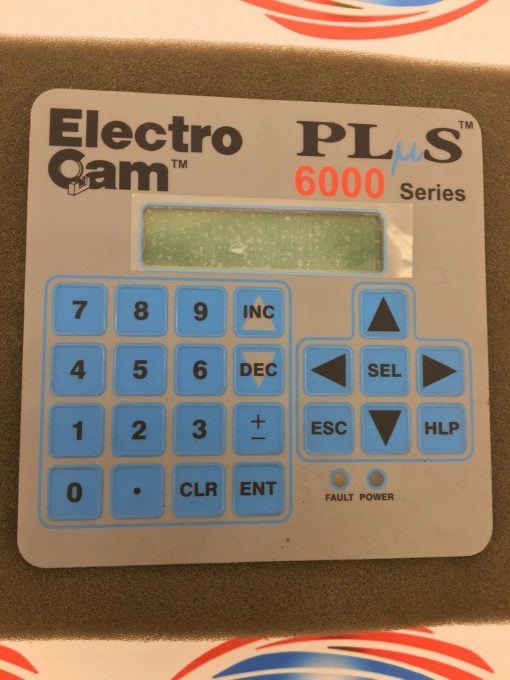 Electro
Cam™
PLμS™
6000 Series
7 8 9 INC
4 5 6 DEC
1 2 3 +
−
0 . CLR ENT
SEL
ESC HLP
FAULT POWER